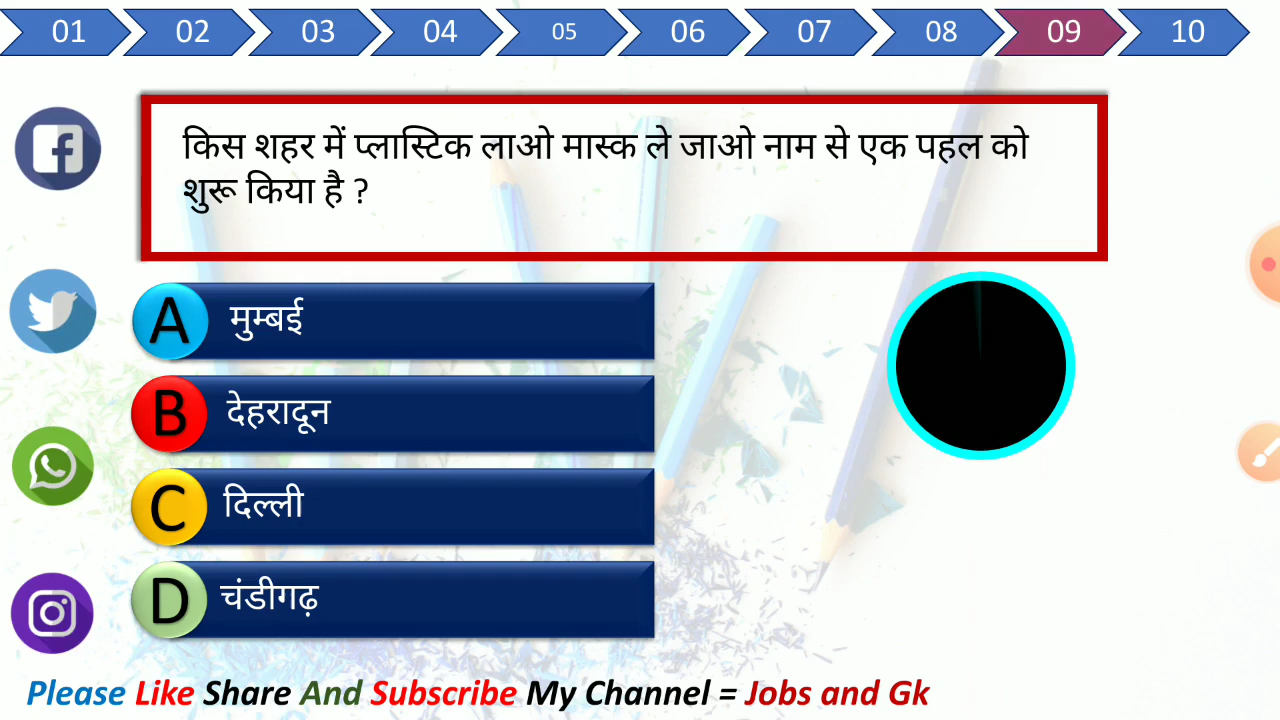 01 02 03 04 05 06 07 08 09 10
किस शहर में प्लास्टिक लाओ मास्क ले जाओ नाम से एक पहल को
शुरू किया है ?
A मुम्बई
B देहरादून
C दिल्ली
D चंडीगढ़
Please Like Share And Subscribe My Channel = Jobs and Gk